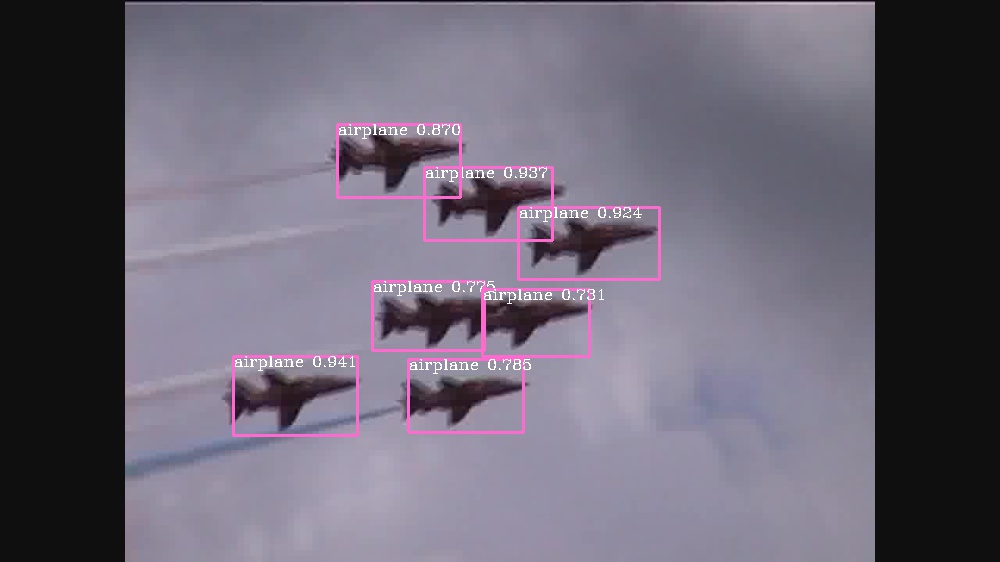 airplane 0.870
airplane 0.937
airplane 0.924
airplane 0.775
airplane 0.731
airplane 0.941
airplane 0.785